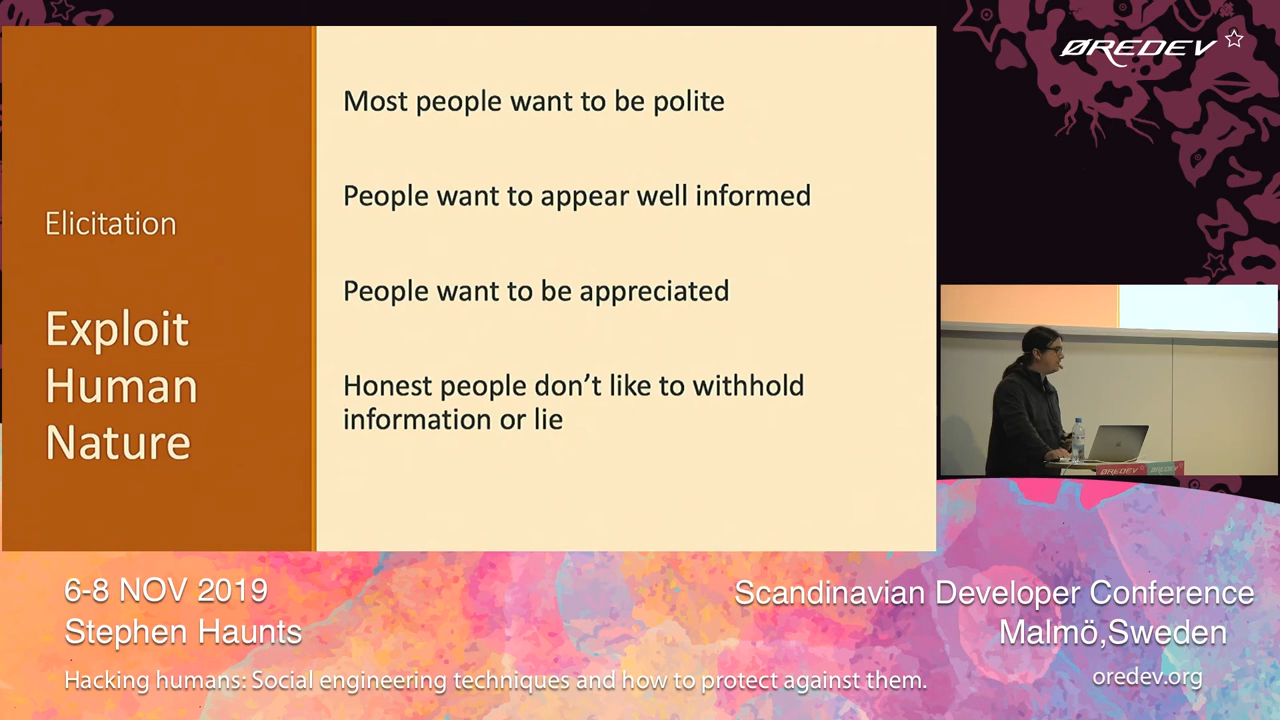 ØREDEV
Elicitation
Exploit
Human
Nature
Most people want to be polite
People want to appear well informed
People want to be appreciated
Honest people don’t like to withhold
information or lie
ØREDEV ØREDEV
6-8 NOV 2019
Stephen Haunts
Hacking humans: Social engineering techniques and how to protect against them.
Scandinavian Developer Conference
Malmö,Sweden
oredev.org